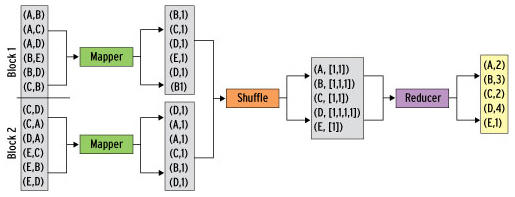 Block 1
(A,B)
(A,C)
(A,D)
(B,E)
(B,D)
(C,B)
Mapper
(B,1)
(C,1)
(D,1)
(E,1)
(D,1)
(B1)
Block 2
(C,D)
(C,A)
(D,A)
(E,C)
(E,B)
(E,D)
Mapper
(D,1)
(A,1)
(A,1)
(C,1)
(B,1)
(D,1)
Shuffle
(A, [1,1])
(B, [1,1,1])
(C, [1,1])
(D, [1,1,1,1])
(E, [1])
Reducer
(A,2)
(B,3)
(C,2)
(D,4)
(E,1)